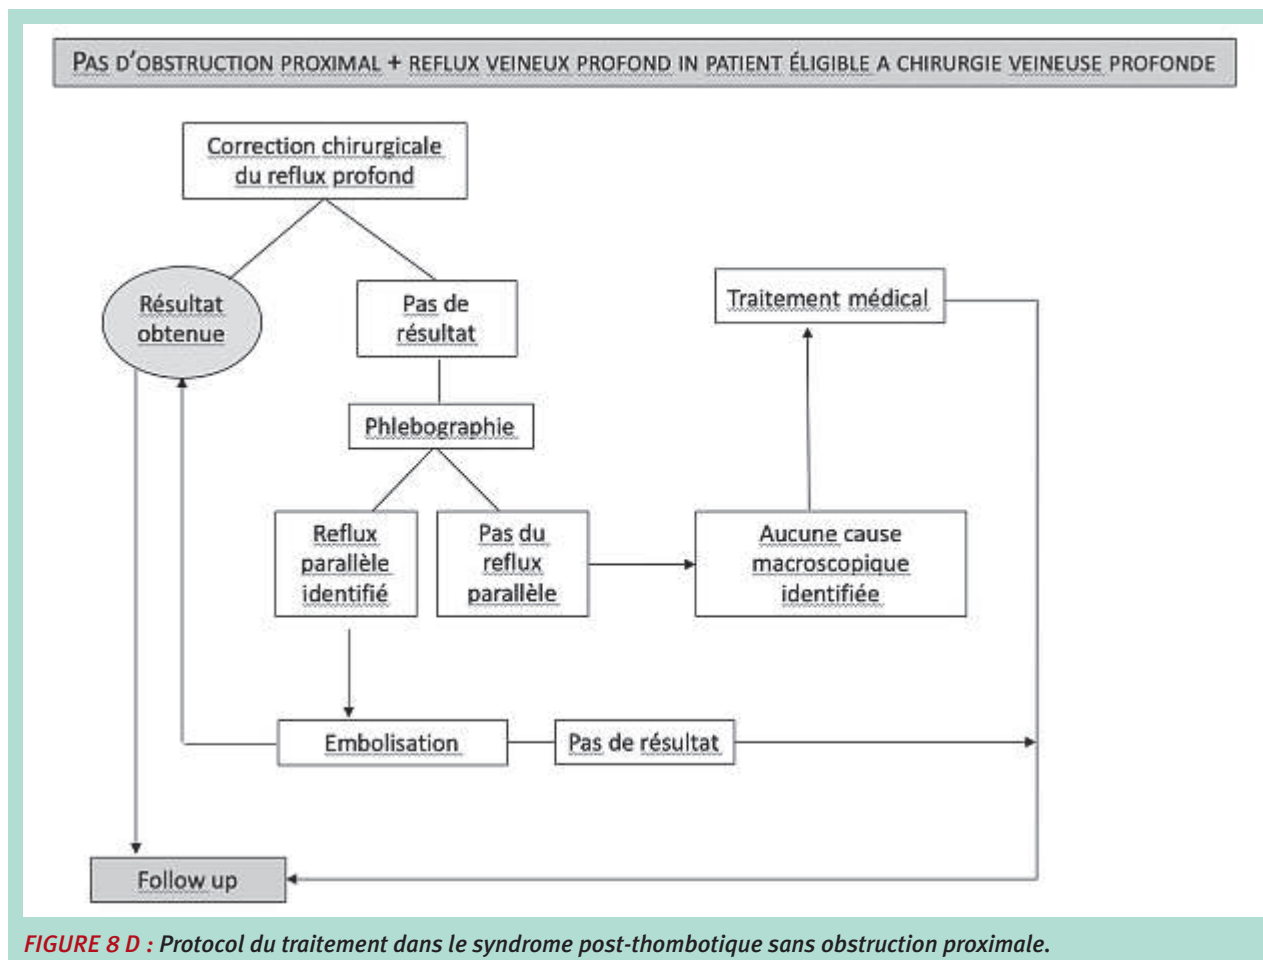 PAS D'OBSTRUCTION PROXIMAL + REFLUX VEINEUX PROFOND IN PATIENT ÉLIGIBLE A CHIRURGIE VEINEUSE PROFONDE
Correction chirurgicale
du reflux profond
Résultat
obtenue
Pas de
résultat
Traitement médical
Phlebographie
Reflux
parallèle
identifié
Pas du
reflux
parallèle
Aucune cause
macroscopique
identifiée
Embolisation
Pas de résultat
Follow up
FIGURE 8 D : Protocol du traitement dans le syndrome post-thombotique sans obstruction proximale.